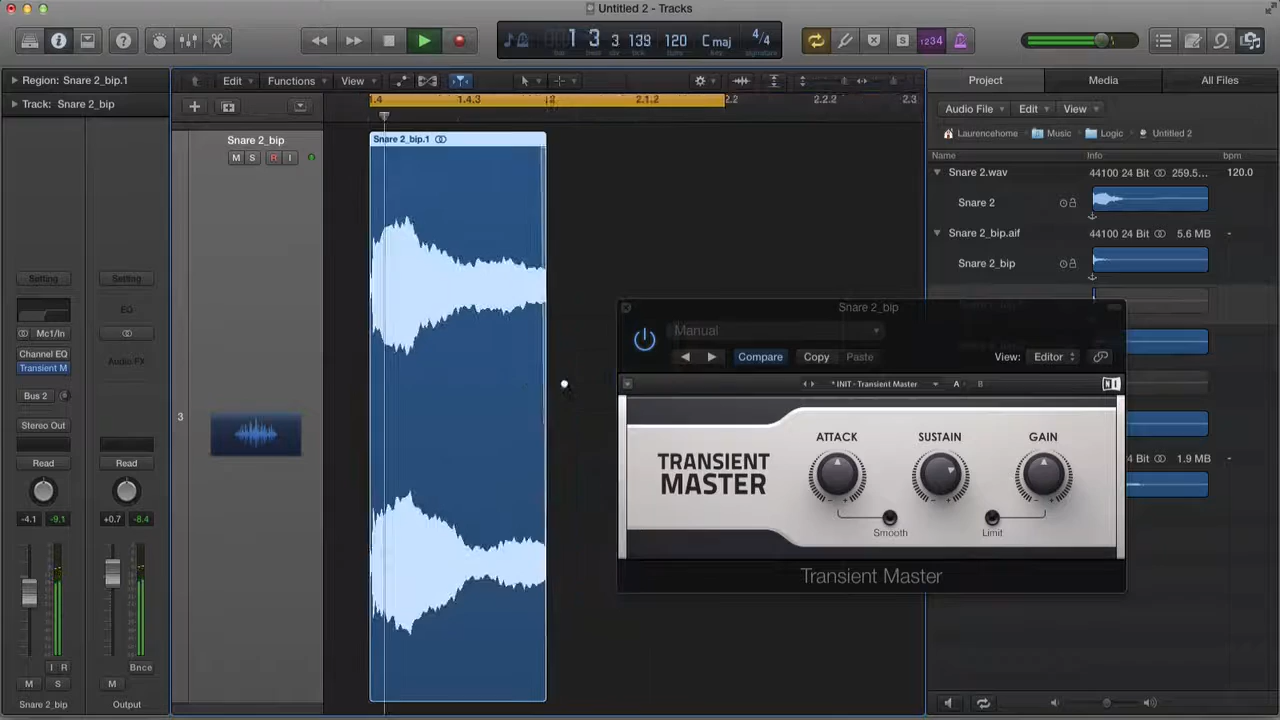 Untitled 2 - Tracks
1 3 3 139 120 C maj 4/4
1234
Region: Snare 2_bip.1
Track: Snare 2_bip
Edit Functions View
Project Media All Files
1.4 1.4.3 2 2.1.2 2.2 2.2.2 2.3
Audio File Edit View
Laurencehome Music Logic Untitled 2
Name Info bpm
Snare 2_bip
M S R I
Snare 2_bip.1
Snare 2.wav 44100 24 Bit 259.5... 120.0
Snare 2
Snare 2_bip.aif 44100 24 Bit 5.6 MB -
Snare 2_bip
Setting Setting
EQ
Mc1/In
Channel EQ Audio FX
Transient M
Bus 2
Stereo Out
Read Read
-4.1 -9.1 +0.7 -8.4
I R Bnce
M S M
Snare 2_bip Output
3
Snare 2_bip
Manual
Compare Copy Paste View: Editor
* INIT - Transient Master A B
TRANSIENT
MASTER
ATTACK SUSTAIN GAIN
Smooth Limit
Transient Master
4 Bit 1.9 MB -